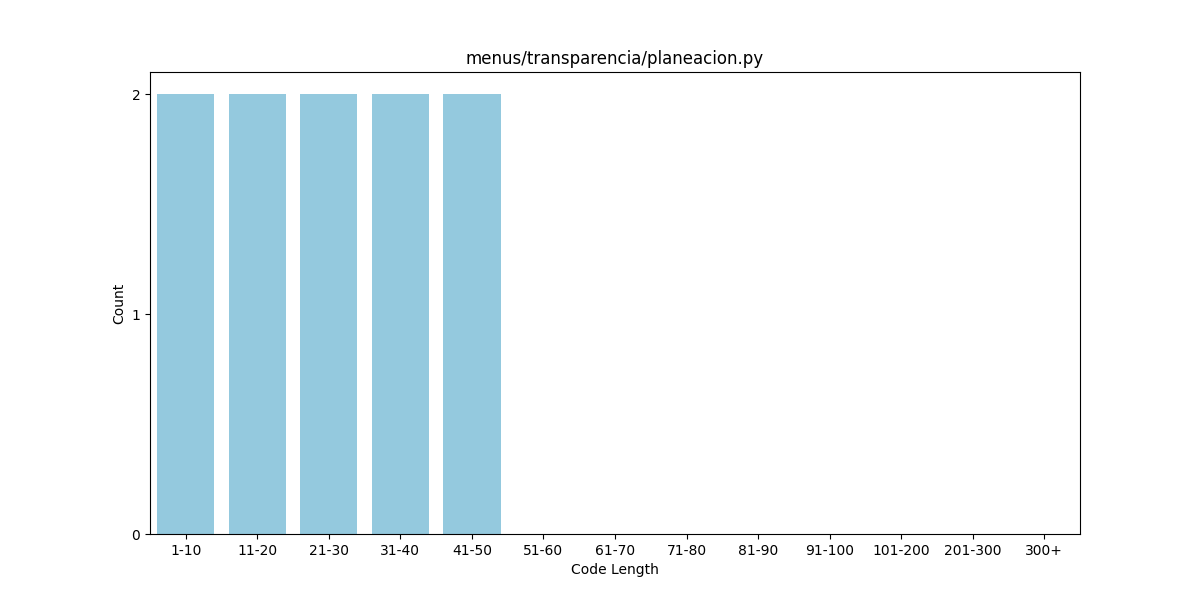 menus/transparencia/planeacion.py
2
1
0
Count
1-10 11-20 21-30 31-40 41-50 51-60 61-70 71-80 81-90 91-100 101-200 201-300 300+
Code Length